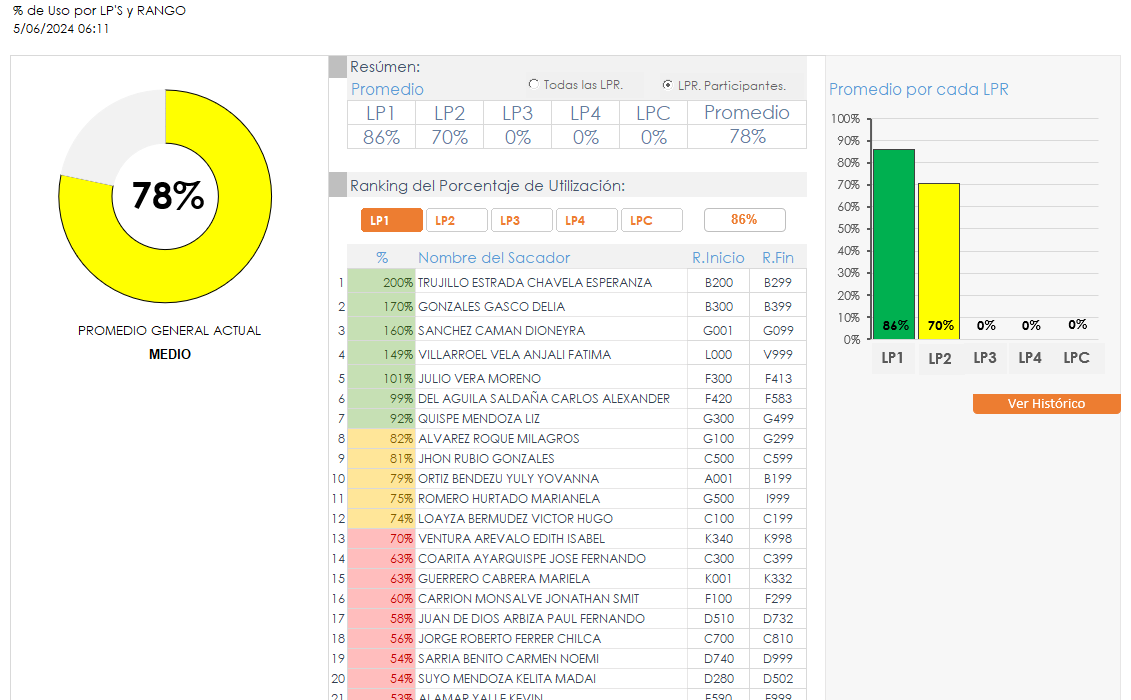 % de Uso por LP'S y RANGO
5/06/2024 06:11
78%
PROMEDIO GENERAL ACTUAL
MEDIO
Resúmen:
Promedio
Todas las LPR.
LPR. Participantes.
LP1 LP2 LP3 LP4 LPC Promedio
86% 70% 0% 0% 0% 78%
Ranking del Porcentaje de Utilización:
LP1 LP2 LP3 LP4 LPC 86%
% Nombre del Sacador R.Inicio R.Fin
1 200% TRUJILLO ESTRADA CHAVELA ESPERANZA B200 B299
2 170% GONZALES GASCO DELIA B300 B399
3 160% SANCHEZ CAMAN DIONEYRA G001 G099
4 149% VILLARROEL VELA ANJALI FATIMA L000 V999
5 101% JULIO VERA MORENO F300 F413
6 99% DEL AGUILA SALDAÑA CARLOS ALEXANDER F420 F583
7 92% QUISPE MENDOZA LIZ G300 G499
8 82% ALVAREZ ROQUE MILAGROS G100 G299
9 81% JHON RUBIO GONZALES C500 C599
10 79% ORTIZ BENDEZU YULY YOVANNA A001 B199
11 75% ROMERO HURTADO MARIANELA G500 I999
12 74% LOAYZA BERMUDEZ VICTOR HUGO C100 C199
13 70% VENTURA AREVALO EDITH ISABEL K340 K998
14 63% COARITA AYARQUISPE JOSE FERNANDO C300 C399
15 63% GUERRERO CABRERA MARIELA K001 K332
16 60% CARRION MONSALVE JONATHAN SMIT F100 F299
17 58% JUAN DE DIOS ARBIZA PAUL FERNANDO D510 D732
18 56% JORGE ROBERTO FERRER CHILCA C700 C810
19 54% SARRIA BENITO CARMEN NOEMI D740 D999
20 54% SUYO MENDOZA KELITA MADAI D280 D502
21 53% ALAMAR YALLE KEVIN F590 F999
Promedio por cada LPR
100%
90%
80%
70%
60%
50%
40%
30%
20%
10%
0%
86% 70% 0% 0% 0%
LP1 LP2 LP3 LP4 LPC
Ver Histórico